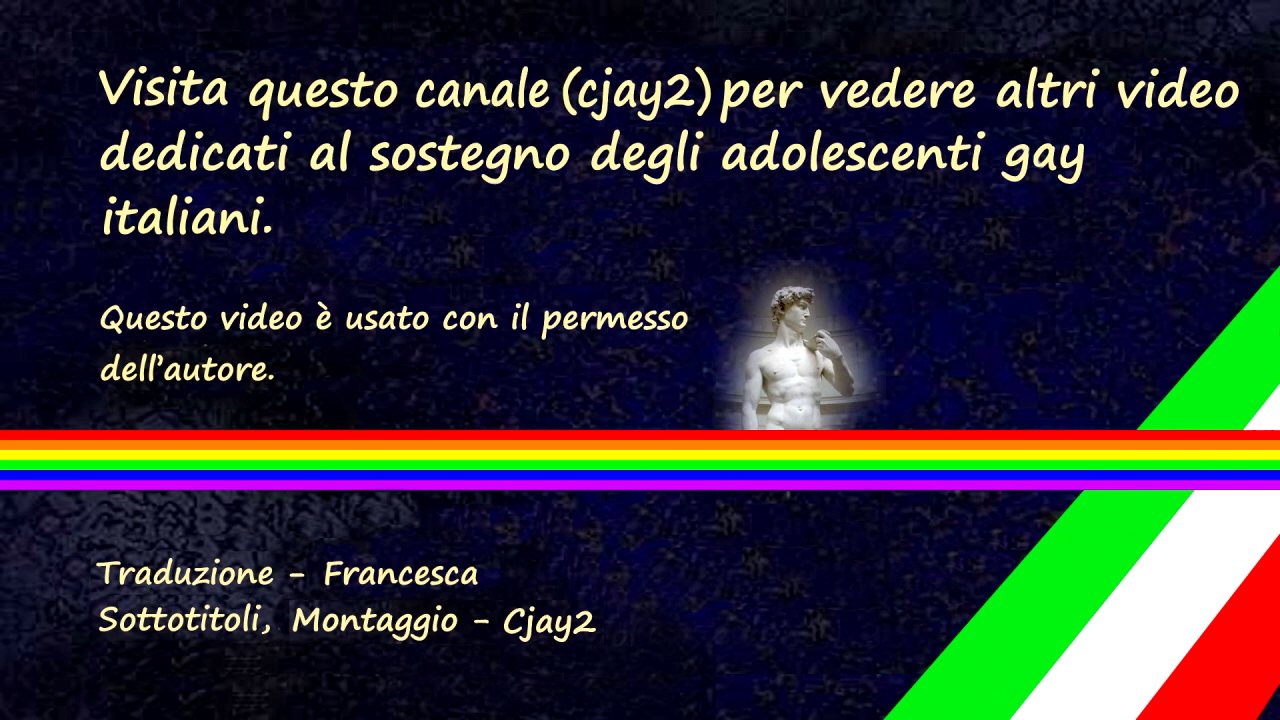 Visita questo canale (cjay2) per vedere altri video
dedicati al sostegno degli adolescenti gay
italiani.
Questo video è usato con il permesso
dell’autore.
Traduzione - Francesca
Sottotitoli, Montaggio - Cjay2